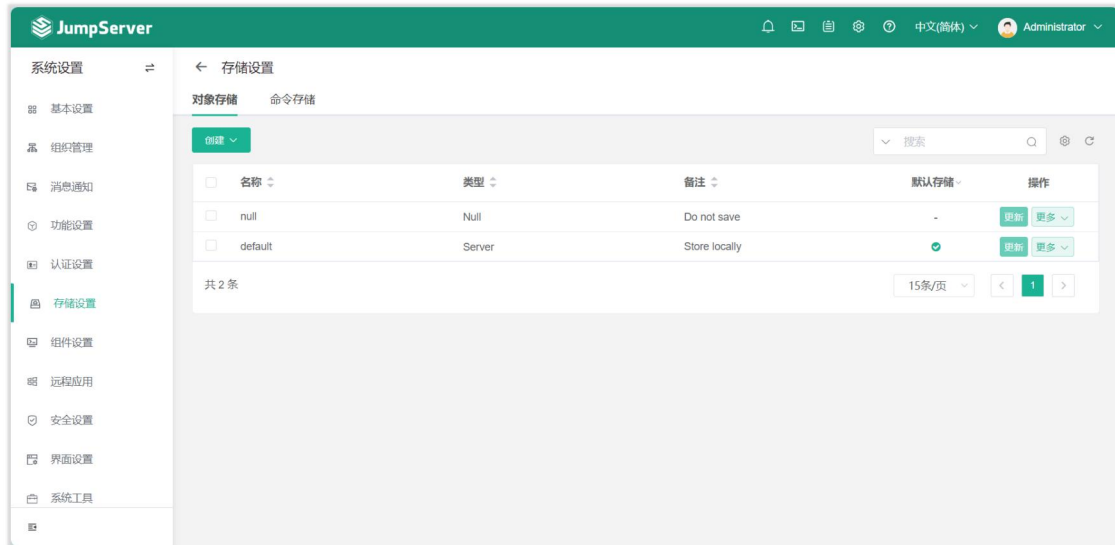 JumpServer 中文(简体) Administrator
系统设置
基本设置
组织管理
消息通知
功能设置
认证设置
存储设置
组件设置
远程应用
安全设置
界面设置
系统工具
存储设置
对象存储 命令存储
创建 搜索
名称 类型 备注 默认存储 操作
null Null Do not save - 更新 更多
default Server Store locally 更新 更多
共 2 条 15条/页 1